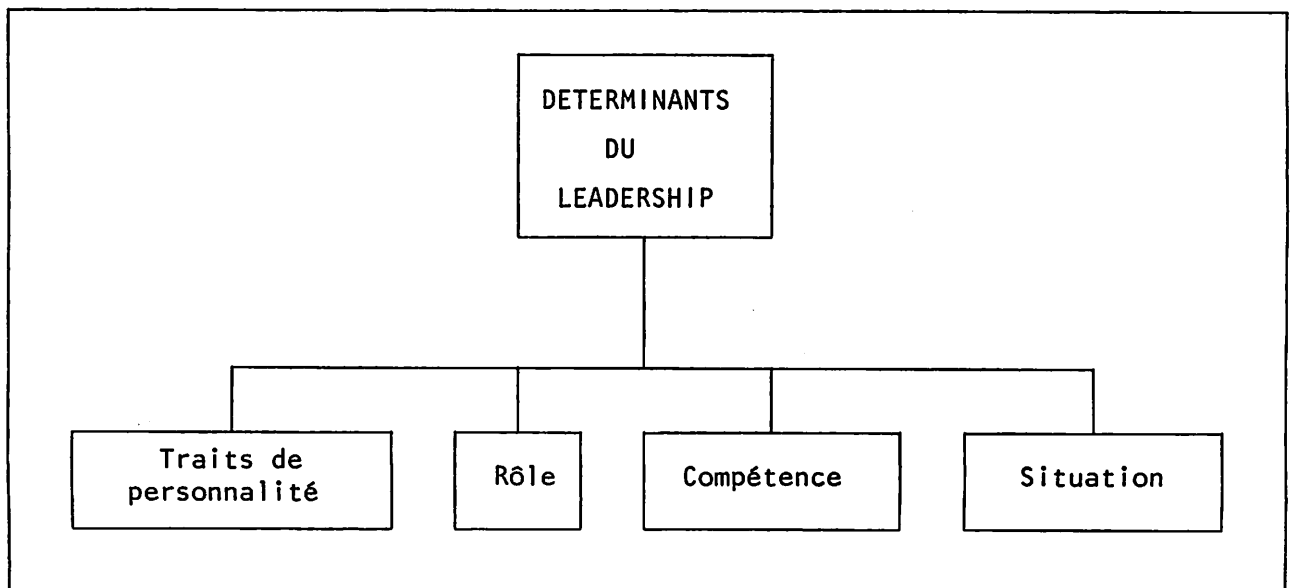 DETERMINANTS
DU
LEADERSHIP
Traits de
personnalité
Rôle
Compétence
Situation